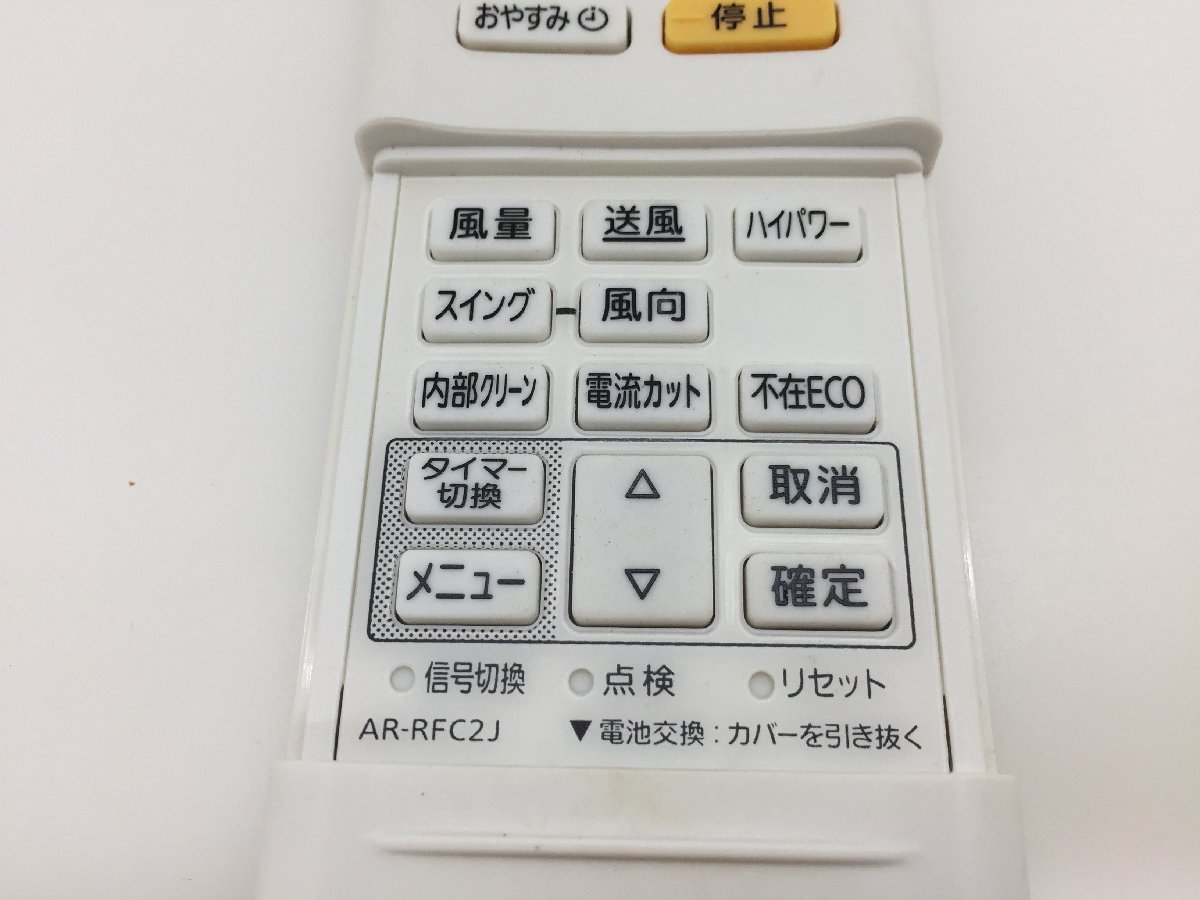 おやすみ 停止
風量 送風 ハイパワー
スイング 風向
内部クリーン 電流カット 不在ECO
タイマー
切換
△
取消
メニュー
▽
確定
信号切換 点検 リセット
AR-RFC2J ▼電池交換：カバーを引き抜く